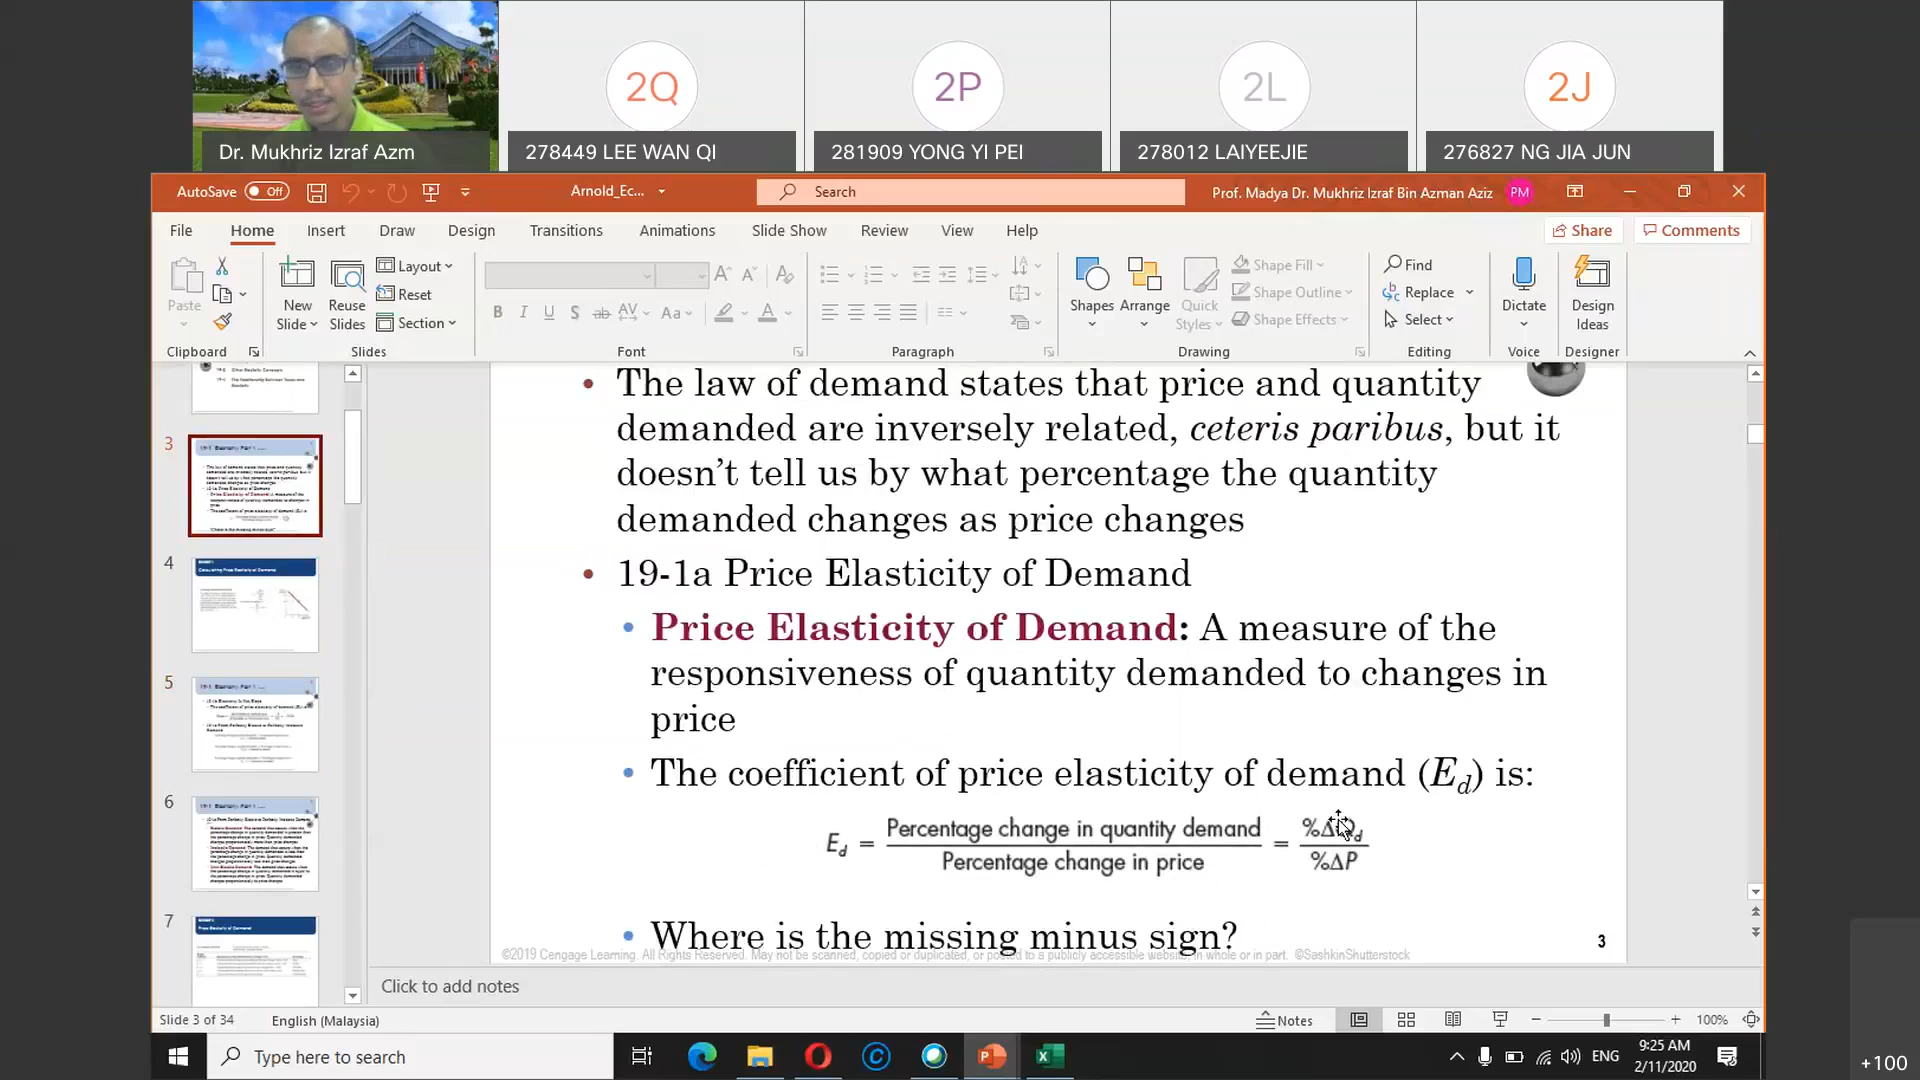 2Q
2P
2L
2J
Dr. Mukhriz Izraf Azm
278449 LEE WAN QI
281909 YONG YI PEI
278012 LAIYEEJIE
276827 NG JIA JUN
AutoSave Off
Arnold_Ec...
Search
Prof. Madya Dr. Mukhriz Izraf Bin Azman Aziz PM
File Home Insert Draw Design Transitions Animations Slide Show Review View Help Share Comments
Paste
New Slide
Reuse Slides
Layout
Reset
Section
Shapes
Arrange
Quick Styles
Shape Fill
Shape Outline
Shape Effects
Find
Replace
Select
Dictate
Design Ideas
Clipboard Slides Font Paragraph Drawing Editing Voice Designer
3
4
5
6
7
• The law of demand states that price and quantity
demanded are inversely related, ceteris paribus, but it
doesn’t tell us by what percentage the quantity
demanded changes as price changes
• 19-1a Price Elasticity of Demand
• Price Elasticity of Demand: A measure of the
responsiveness of quantity demanded to changes in
price
• The coefficient of price elasticity of demand (Ed) is:
Ed = Percentage change in quantity demand / Percentage change in price = %ΔQd / %ΔP
• Where is the missing minus sign?
3
©2019 Cengage Learning. All Rights Reserved. May not be scanned, copied or duplicated, or posted to a publicly accessible website, in whole or in part. ©SashkinShutterstock
Click to add notes
Slide 3 of 34 English (Malaysia) Notes 100%
Type here to search
ENG
9:25 AM
2/11/2020
+100